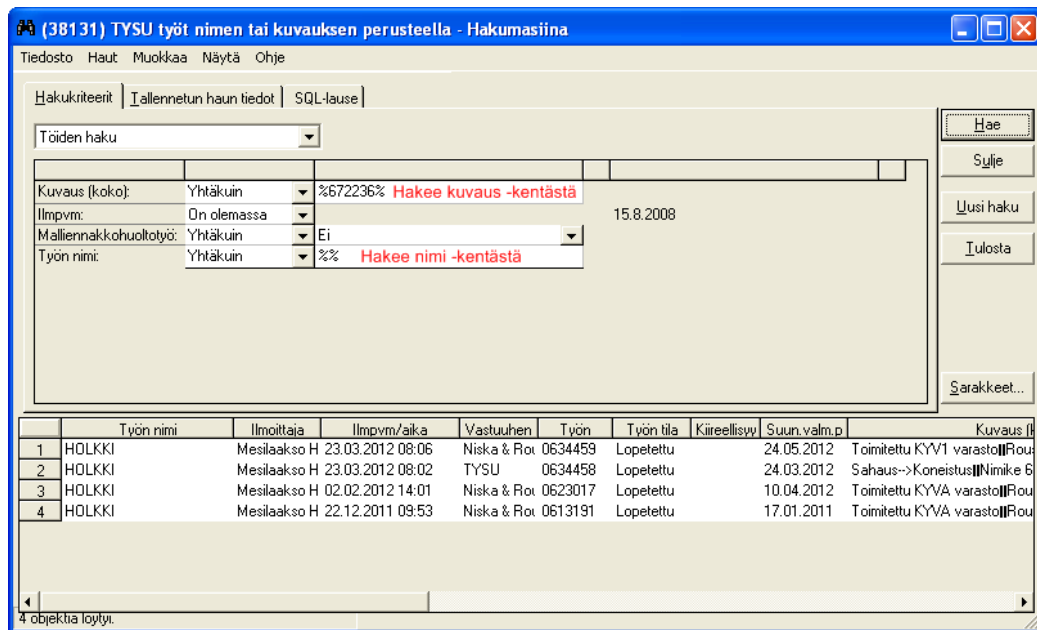 (38131) TYSU työt nimen tai kuvauksen perusteella - Hakumasiina
Tiedosto Haut Muokkaa Näytä Ohje
Hakukriteerit Tallennetun haun tiedot SQL-lause
Töiden haku
Hae
Sulje
Uusi haku
Tulosta
Sarakkeet...
Kuvaus (koko): Yhtäkuin %672236% Hakee kuvaus -kentästä
Ilmpvm: On olemassa 15.8.2008
Malliennakkohuoltotyö: Yhtäkuin Ei
Työn nimi: Yhtäkuin %% Hakee nimi -kentästä
Työn nimi Ilmoittaja Ilmpvm/aika Vastuuhen Työn Työn tila Kiireellisyy Suun.valm.p Kuvaus (k
1 HOLKKI Mesilaakso H 23.03.2012 08:06 Niska & Rou 0634459 Lopetettu 24.05.2012 Toimitettu KYV1 varasto||Rou
2 HOLKKI Mesilaakso H 23.03.2012 08:02 TYSU 0634458 Lopetettu 24.03.2012 Sahaus-->Koneistus||Nimike 6
3 HOLKKI Mesilaakso H 02.02.2012 14:01 Niska & Rou 0623017 Lopetettu 10.04.2012 Toimitettu KYVA varasto||Rou
4 HOLKKI Mesilaakso H 22.12.2011 09:53 Niska & Rou 0613191 Lopetettu 17.01.2011 Toimitettu KYVA varasto||Rou
4 objektia löytyi.